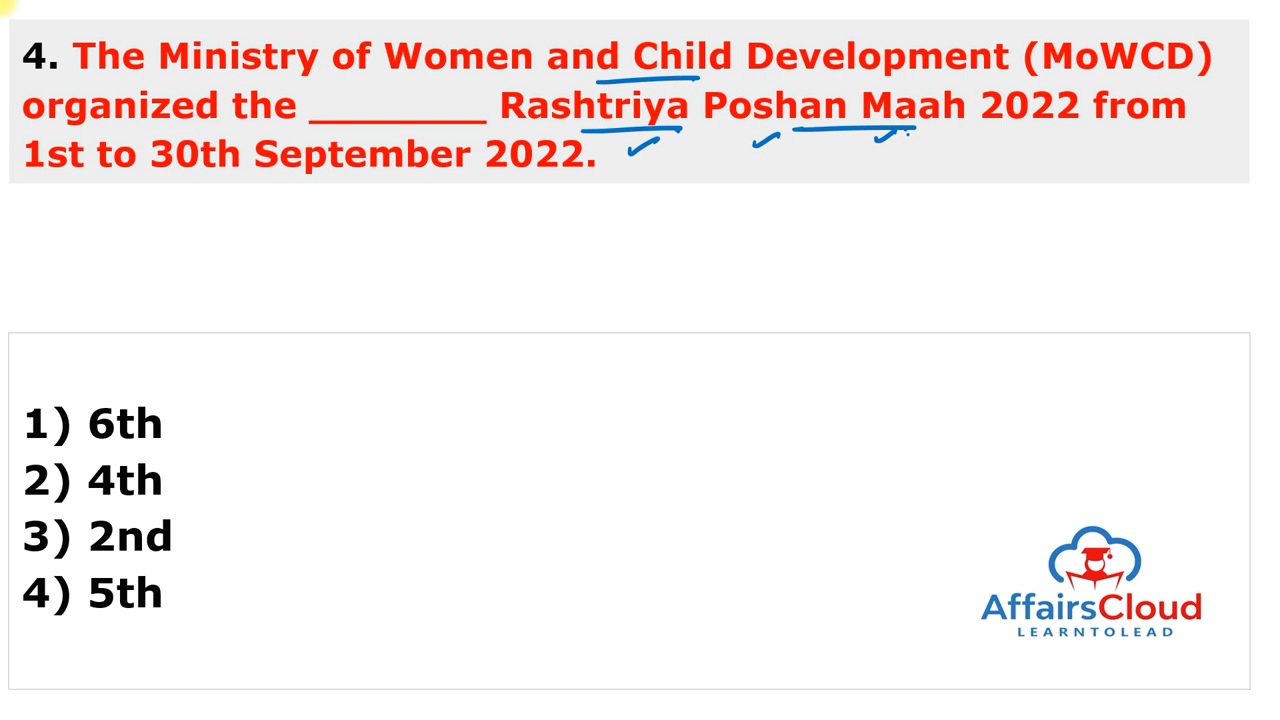 4. The Ministry of Women and Child Development (MoWCD)
organized the ________ Rashtriya Poshan Maah 2022 from
1st to 30th September 2022.
1) 6th
2) 4th
3) 2nd
4) 5th
AffairsCloud
LEARNTOLEAD